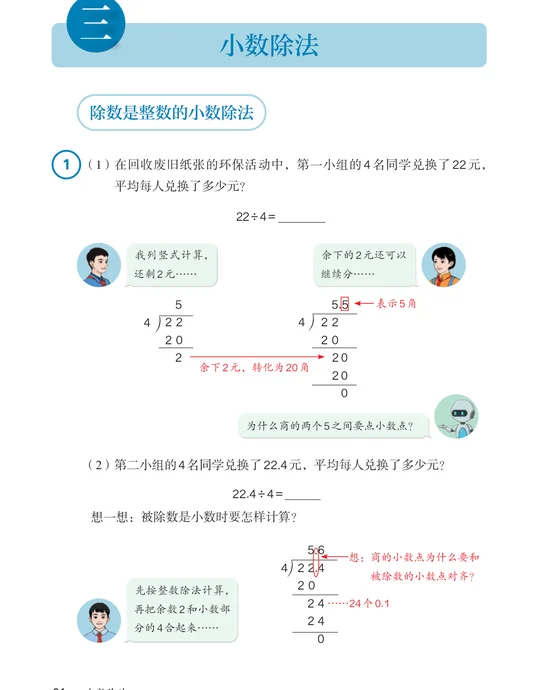 三
小数除法
除数是整数的小数除法
1 (1)在回收废旧纸张的环保活动中，第一小组的4名同学兑换了22元，
平均每人兑换了多少元?
22÷4=______
我列竖式计算，
还剩2元……
余下的2元还可以
继续分……
5
4 22
20
2
5.5 表示5角
4 22
20
20
20
0
余下2元，转化为20角
为什么商的两个5之间要点小数点?
(2)第二小组的4名同学兑换了22.4元，平均每人兑换了多少元?
22.4÷4=_____
想一想：被除数是小数时要怎样计算?
先按整数除法计算，
再把余数2和小数部
分的4合起来……
5.6
4 22.4
20
24 ……24个0.1
24
0
想：商的小数点为什么要和
被除数的小数点对齐?